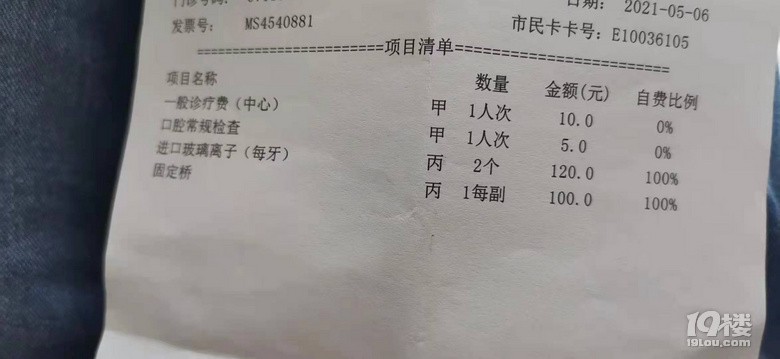 门诊号码:
日期: 2021-05-06
发票号: MS4540881 市民卡卡号: E10036105
========================项目清单========================
项目名称 数量 金额(元) 自费比例
一般诊疗费(中心) 甲 1人次 10.0 0%
口腔常规检查 甲 1人次 5.0 0%
进口玻璃离子(每牙) 丙 2个 120.0 100%
固定桥 丙 1每副 100.0 100%
19楼
19lou.com